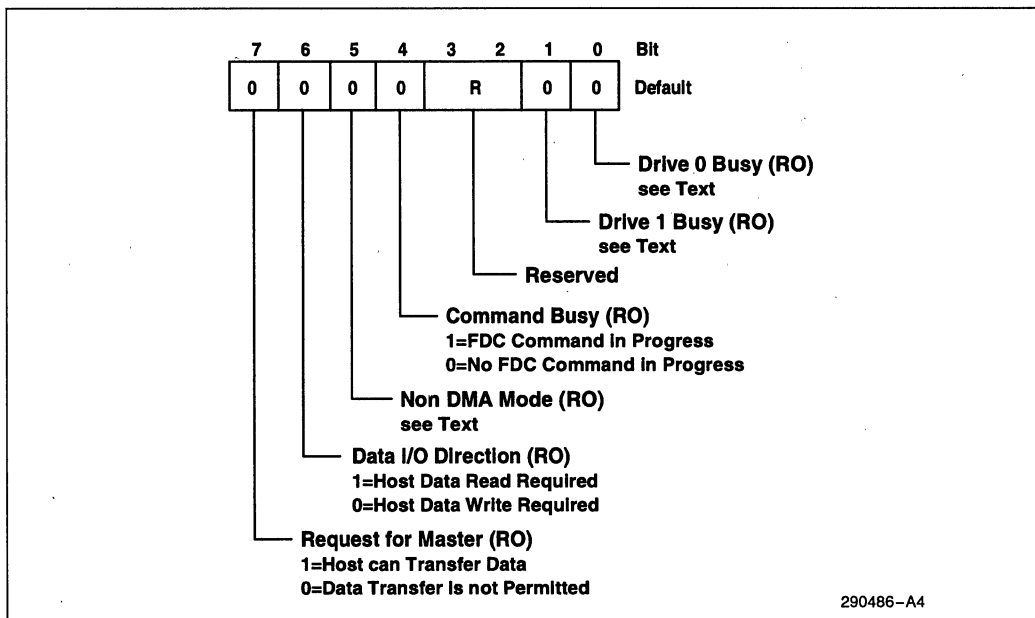 7 6 5 4 3 2 1 0 Bit
0 0 0 0 R 0 0 Default
Drive 0 Busy (RO)
see Text
Drive 1 Busy (RO)
see Text
Reserved
Command Busy (RO)
1=FDC Command in Progress
0=No FDC Command in Progress
Non DMA Mode (RO)
see Text
Data I/O Direction (RO)
1=Host Data Read Required
0=Host Data Write Required
Request for Master (RO)
1=Host can Transfer Data
0=Data Transfer is not Permitted
290486-A4